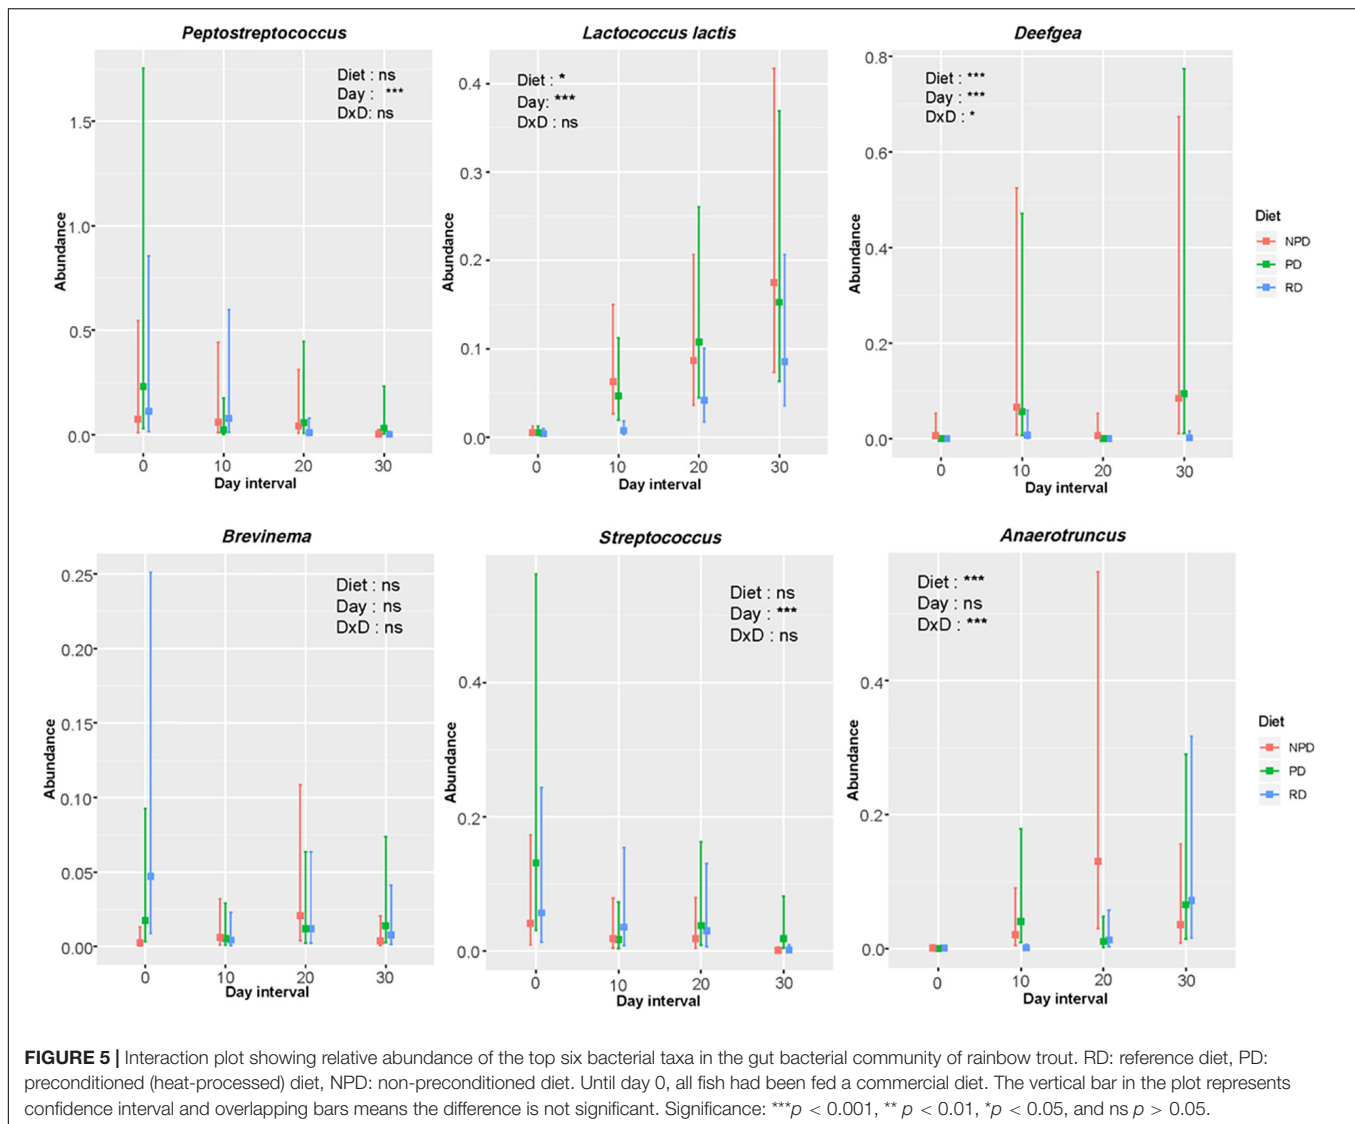 Peptostreptococcus
Diet : ns
Day : ***
DxD: ns
1.5
1.0
0.5
0.0
Abundance
0 10 20 30
Day interval
Lactococcus lactis
Diet : *
Day: ***
DxD : ns
0.4
0.3
0.2
0.1
0.0
Abundance
0 10 20 30
Day interval
Deefgea
Diet : ***
Day : ***
DxD : *
0.8
0.6
0.4
0.2
0.0
Abundance
0 10 20 30
Day interval
Diet
NPD
PD
RD
Brevinema
Diet : ns
Day : ns
DxD : ns
0.25
0.20
0.15
0.10
0.05
0.00
Abundance
0 10 20 30
Day interval
Streptococcus
Diet : ns
Day : ***
DxD : ns
0.4
0.2
0.0
Abundance
0 10 20 30
Day interval
Anaerotruncus
Diet : ***
Day : ns
DxD : ***
0.4
0.2
0.0
Abundance
0 10 20 30
Day interval
Diet
NPD
PD
RD
FIGURE 5 | Interaction plot showing relative abundance of the top six bacterial taxa in the gut bacterial community of rainbow trout. RD: reference diet, PD:
preconditioned (heat-processed) diet, NPD: non-preconditioned diet. Until day 0, all fish had been fed a commercial diet. The vertical bar in the plot represents
confidence interval and overlapping bars means the difference is not significant. Significance: ***p < 0.001, ** p < 0.01, *p < 0.05, and ns p > 0.05.